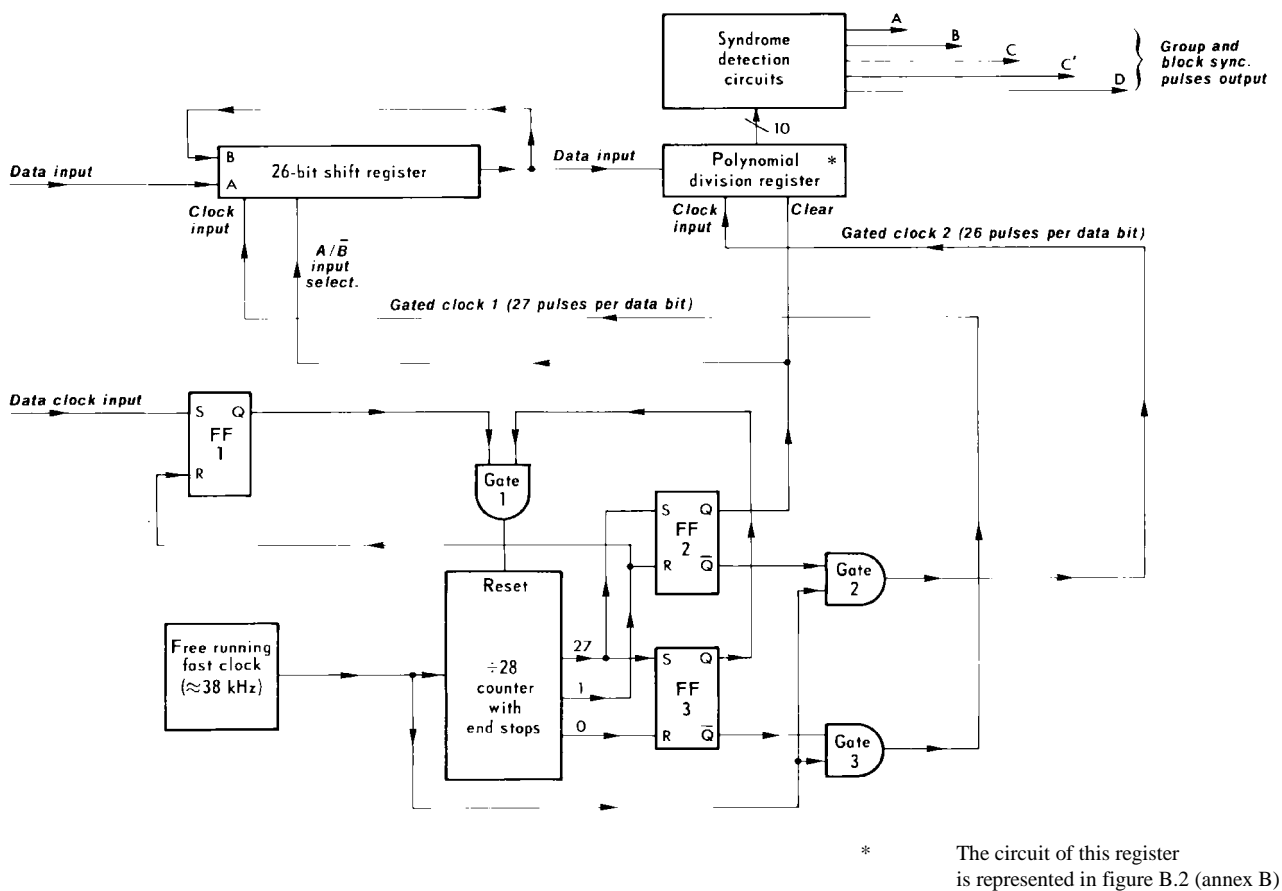 Syndrome
detection
circuits
A
B
C
C'
D
Group and
block sync.
pulses output
10
Data input
B
A
26-bit shift register
Clock
input
A/B̅
input
select.
Data input
Polynomial *
division register
Clock
input
Clear
Gated clock 2 (26 pulses per data bit)
Gated clock 1 (27 pulses per data bit)
Data clock input
S Q
FF
1
R
Gate
1
S Q
FF
2
R Q̅
Gate
2
Free running
fast clock
(≈38 kHz)
Reset
÷28
counter
with
end stops
27
1
0
S Q
FF
3
R Q̅
Gate
3
* The circuit of this register
is represented in figure B.2 (annex B)